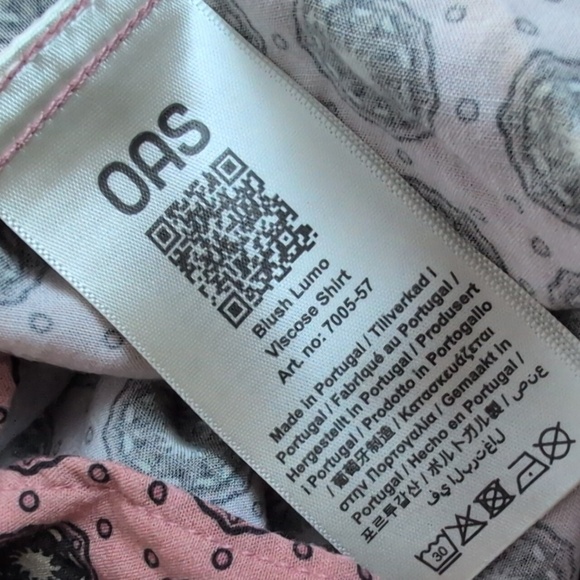 OAS
Blush Lumo
Viscose Shirt
Art. no: 7005-57
Made in Portugal / Tillverkad I
Portugal / Fabriqué au Portugal /
Hergestellt in Portugal / Produsert
I Portugal / Prodotto in Portogallo
/ 葡萄牙制造 / Κατασκευάζεται
στην Πορτογαλία / Gemaakt in
Portugal / Hecho en Portugal /
포르투갈산 / ポルトガル製 / صنع
في البرتغال
30